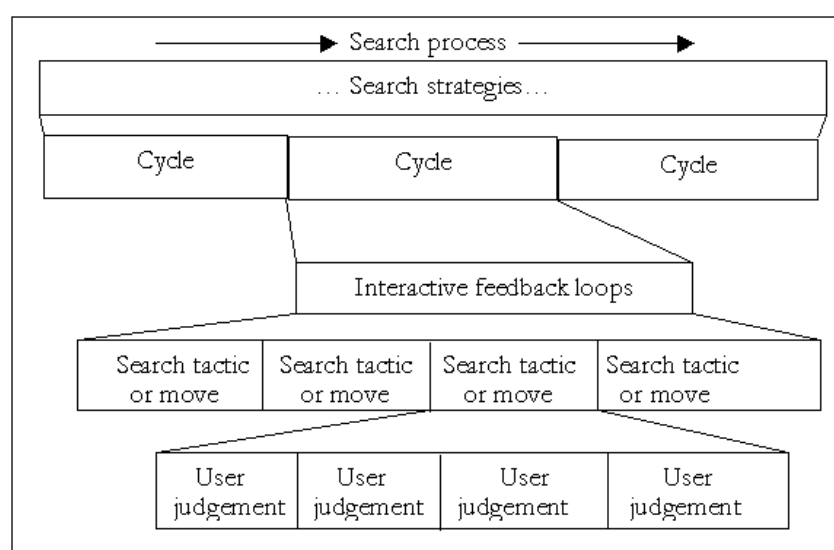 Search process
... Search strategies...
Cycle Cycle Cycle
Interactive feedback loops
Search tactic Search tactic Search tactic Search tactic
or move or move or move or move
User User User User
judgement judgement judgement judgement